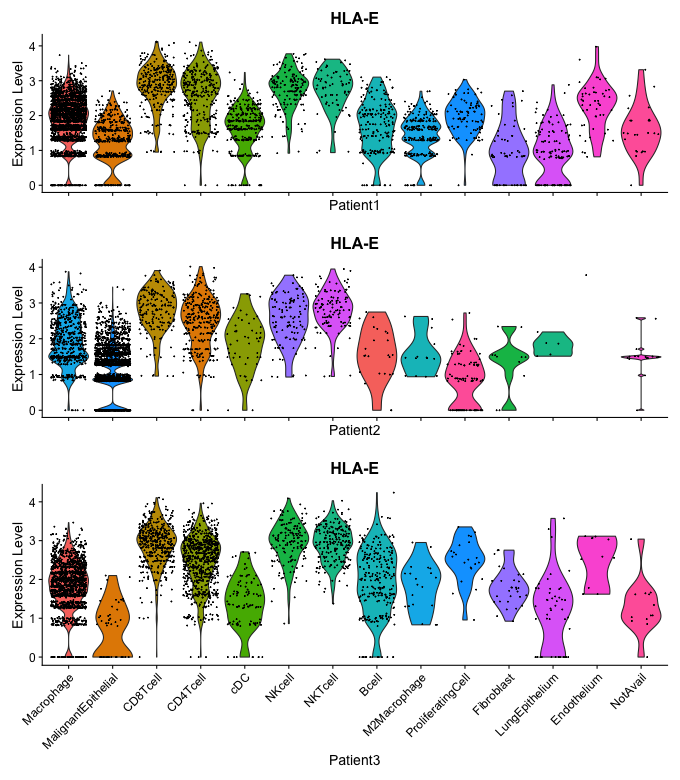 HLA-E
Expression Level
4
3
2
1
0
Patient1
HLA-E
Expression Level
4
3
2
1
0
Patient2
HLA-E
Expression Level
4
3
2
1
0
Macrophage
MalignantEpithelial
CD8Tcell
CD4Tcell
cDC
NKcell
NKTcell
Bcell
M2Macrophage
ProliferatingCell
Fibroblast
LungEpithelium
Endothelium
NotAvail
Patient3